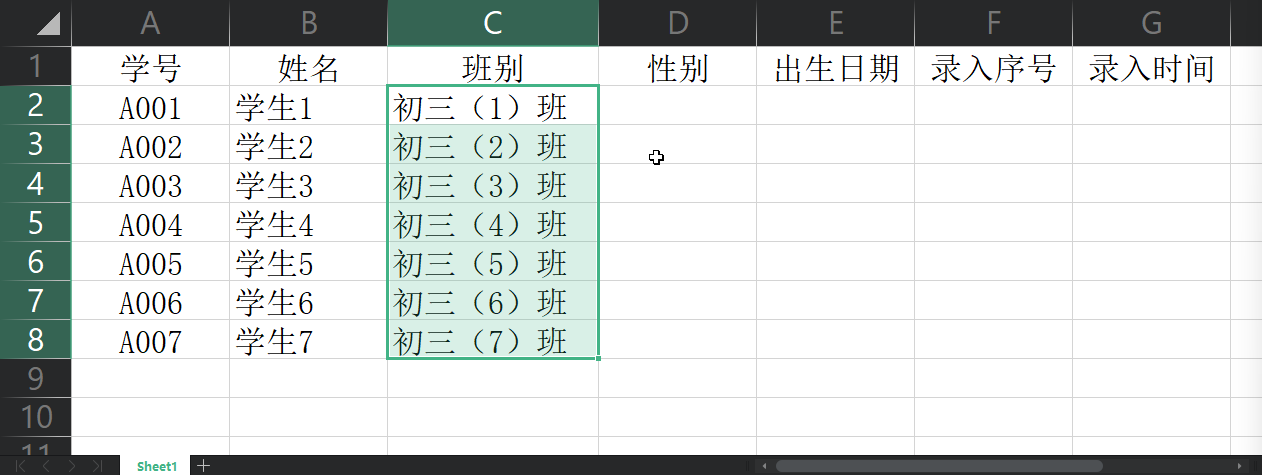 A B C D E F G
1 学号 姓名 班别 性别 出生日期 录入序号 录入时间
2 A001 学生1 初三（1）班
3 A002 学生2 初三（2）班
4 A003 学生3 初三（3）班
5 A004 学生4 初三（4）班
6 A005 学生5 初三（5）班
7 A006 学生6 初三（6）班
8 A007 学生7 初三（7）班
9
10
11
Sheet1